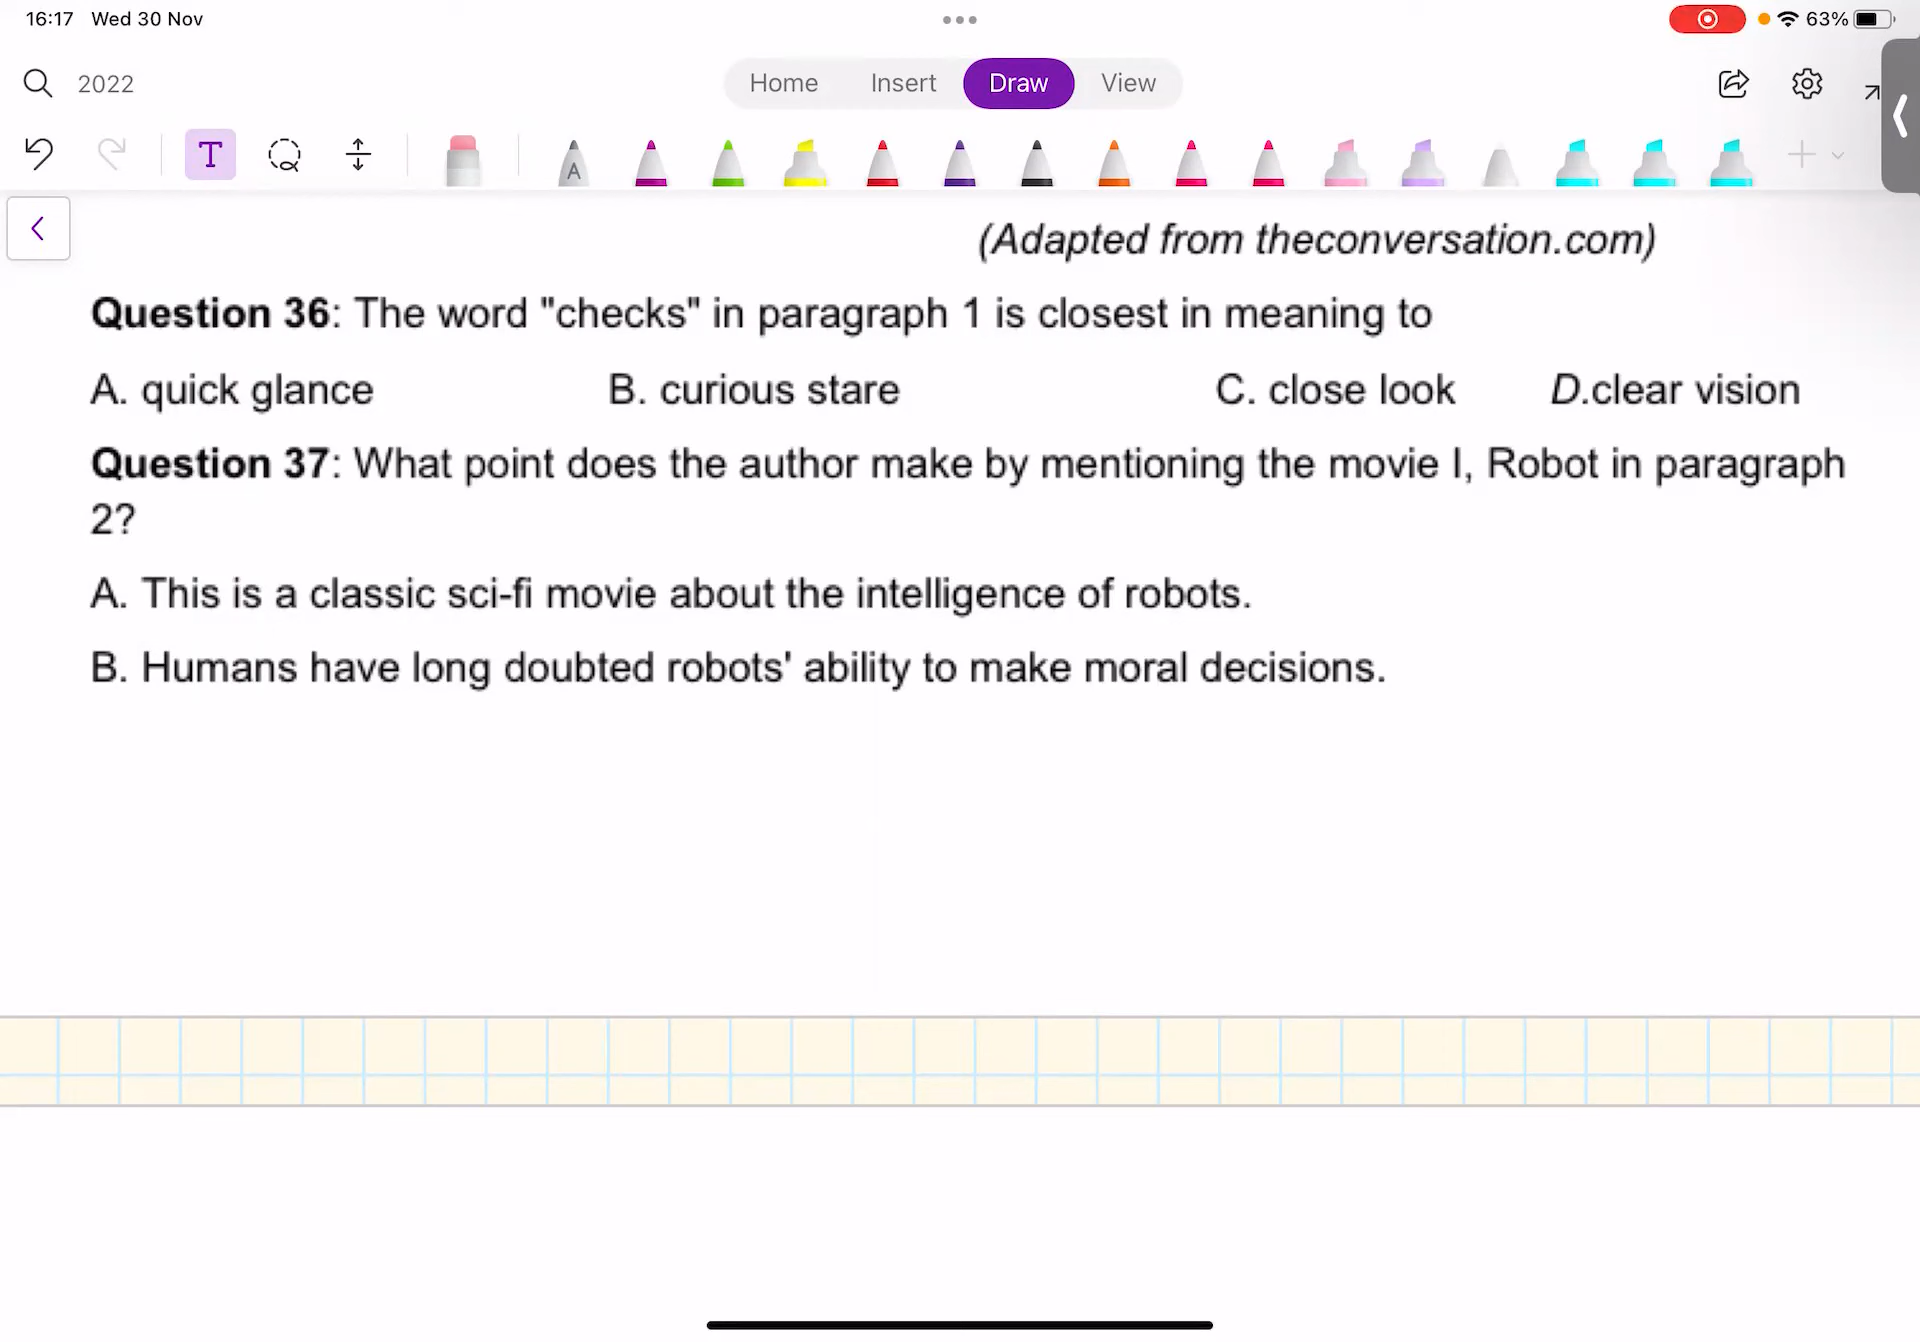 16:17 Wed 30 Nov
63%
2022
Home Insert Draw View
T
A
(Adapted from theconversation.com)
Question 36: The word "checks" in paragraph 1 is closest in meaning to
A. quick glance B. curious stare C. close look D.clear vision
Question 37: What point does the author make by mentioning the movie I, Robot in paragraph
2?
A. This is a classic sci-fi movie about the intelligence of robots.
B. Humans have long doubted robots' ability to make moral decisions.